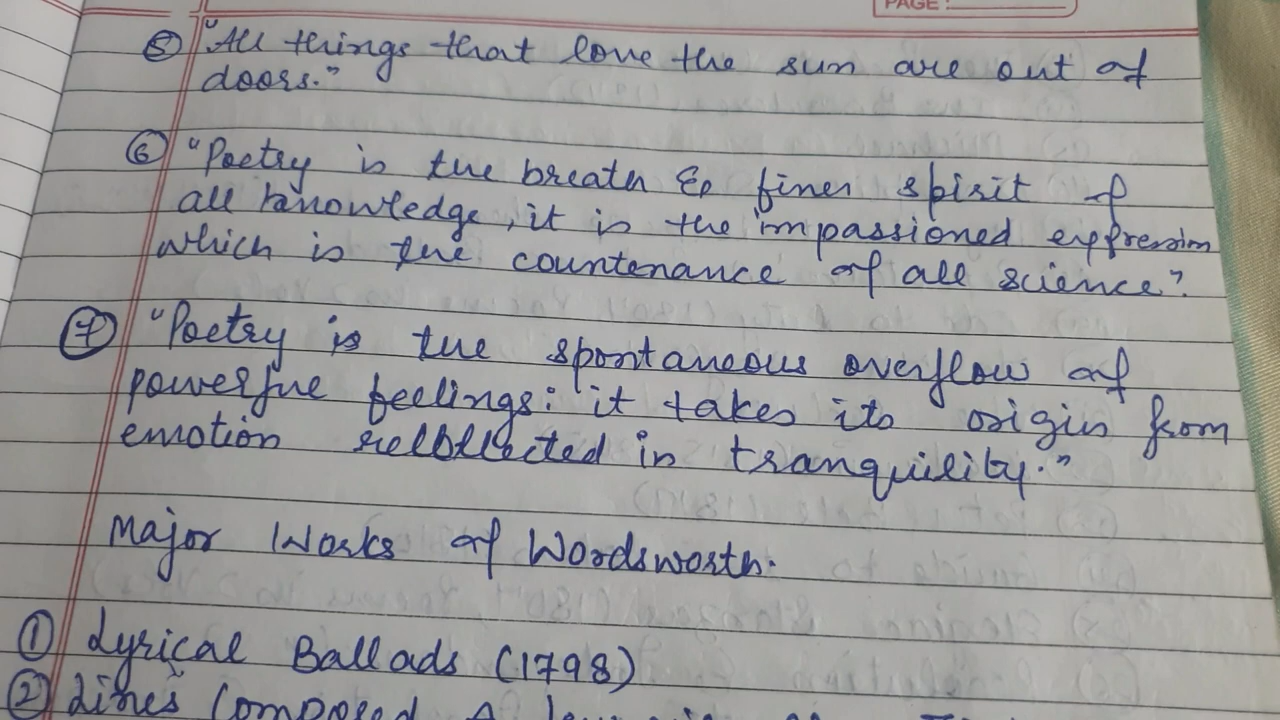 PAGE:
⑤ "All things that love the sun are out of
doors."
⑥ "Poetry is the breath & finer spirit of
all knowledge, it is the impassioned expression
which is the countenance of all science".
⑦ "Poetry is the spontaneous overflow of
powerful feelings: it takes its origin from
emotion recollected in tranquility."
Major Works of Wordsworth.
① Lyrical Ballads (1798)
② Lines Composed A